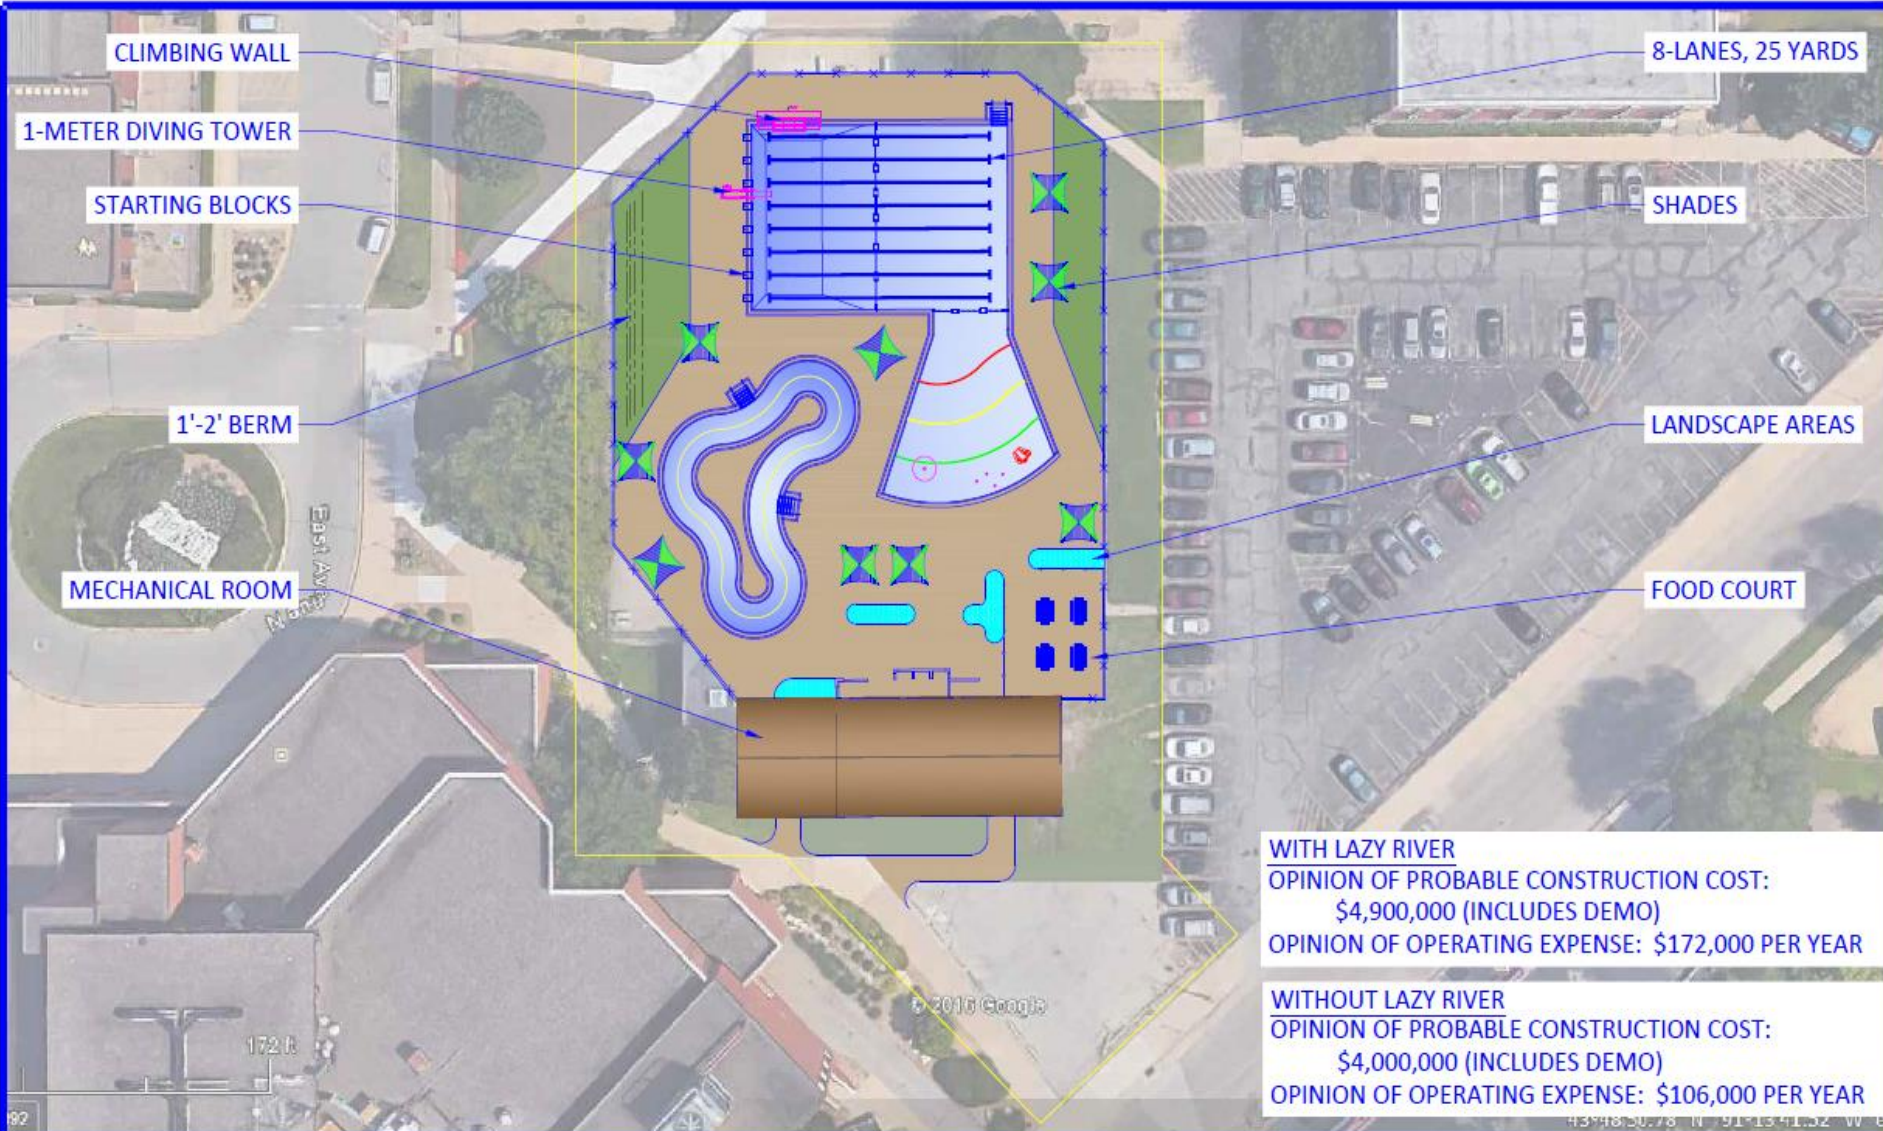 CLIMBING WALL
8-LANES, 25 YARDS
1-METER DIVING TOWER
STARTING BLOCKS
SHADES
1'-2' BERM
LANDSCAPE AREAS
East Avenue N
MECHANICAL ROOM
FOOD COURT
WITH LAZY RIVER
OPINION OF PROBABLE CONSTRUCTION COST:
$4,900,000 (INCLUDES DEMO)
OPINION OF OPERATING EXPENSE: $172,000 PER YEAR
© 2016 Google
WITHOUT LAZY RIVER
OPINION OF PROBABLE CONSTRUCTION COST:
$4,000,000 (INCLUDES DEMO)
OPINION OF OPERATING EXPENSE: $106,000 PER YEAR
172 ft